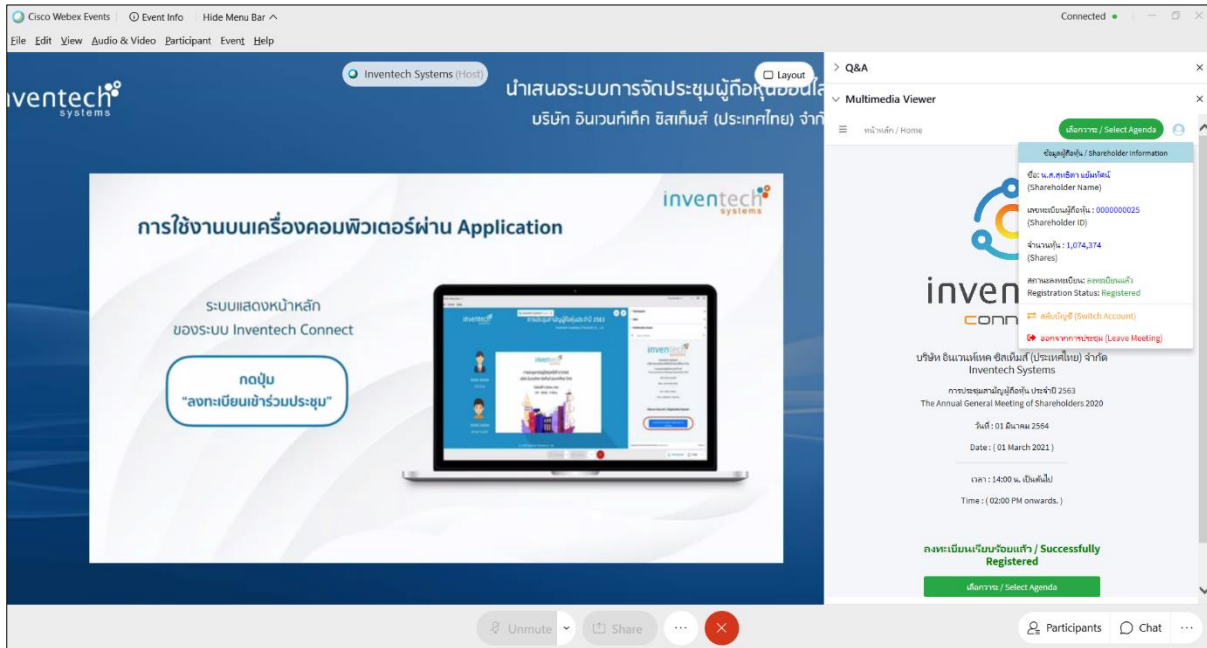 Cisco Webex Events
Event Info
Hide Menu Bar
Connected
File Edit View Audio & Video Participant Event Help
Inventech Systems (Host)
Layout
inventech
systems
นำเสนอระบบการจัดประชุมผู้ถือหุ้นออนไล
บริษัท อินเวนท์เท็ค ซิสเท็มส์ (ประเทศไทย) จำกั
inventech
systems
การใช้งานบนเครื่องคอมพิวเตอร์ผ่าน Application
ระบบแสดงหน้าหลัก
ของระบบ Inventech Connect
กดปุ่ม
“ลงทะเบียนเข้าร่วมประชุม”
Q&A
Multimedia Viewer
หน้าหลัก / Home
เลือกวาระ / Select Agenda
ข้อมูลผู้ถือหุ้น / Shareholder Information
ชื่อ: น.ส.สุทธิดา แย้มทัศน์
(Shareholder Name)
เลขทะเบียนผู้ถือหุ้น : 0000000025
(Shareholder ID)
จำนวนหุ้น : 1,074,374
(Shares)
สถานะลงทะเบียน: ลงทะเบียนแล้ว
Registration Status: Registered
สลับบัญชี (Switch Account)
ออกจากการประชุม (Leave Meeting)
inven
CONN
บริษัท อินเวนท์เทค ซิสเท็มส์ (ประเทศไทย) จำกัด
Inventech Systems
การประชุมสามัญผู้ถือหุ้น ประจำปี 2563
The Annual General Meeting of Shareholders 2020
วันที่ : 01 มีนาคม 2564
Date : ( 01 March 2021 )
เวลา : 14:00 น. เป็นต้นไป
Time : ( 02:00 PM onwards. )
ลงทะเบียนเรียบร้อยแล้ว / Successfully
Registered
เลือกวาระ / Select Agenda
Unmute
Share
Participants
Chat